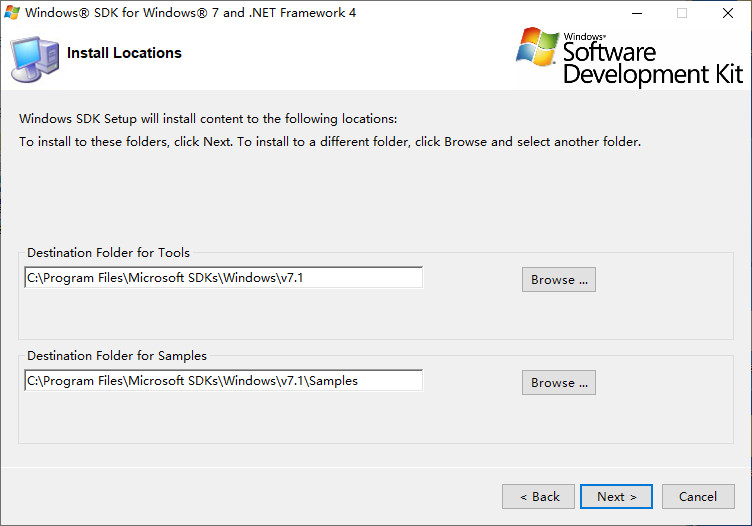 Windows® SDK for Windows® 7 and .NET Framework 4
Install Locations
Windows®
Software
Development Kit
Windows SDK Setup will install content to the following locations:
To install to these folders, click Next. To install to a different folder, click Browse and select another folder.
Destination Folder for Tools
C:\Program Files\Microsoft SDKs\Windows\v7.1
Browse ...
Destination Folder for Samples
C:\Program Files\Microsoft SDKs\Windows\v7.1\Samples
Browse ...
< Back
Next >
Cancel